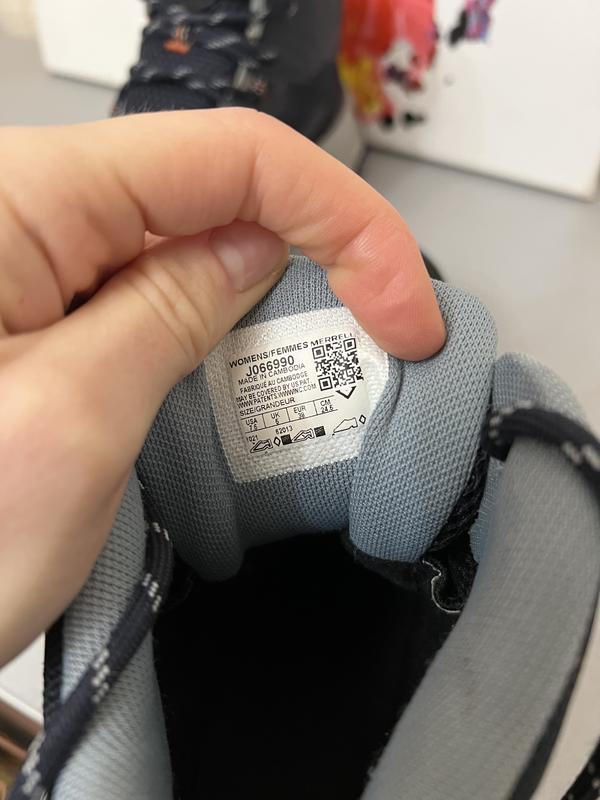 WOMENS/FEMMES MERRELL
J066990
MADE IN CAMBODIA
FABRIQUE AU CAMBODGE
MAY BE COVERED BY US PAT.
WWW.PATENTS.WWWINC.COM
SIZE/GRANDEUR
USA UK EUR CM
7.5 5 38 24.5
1021 62013